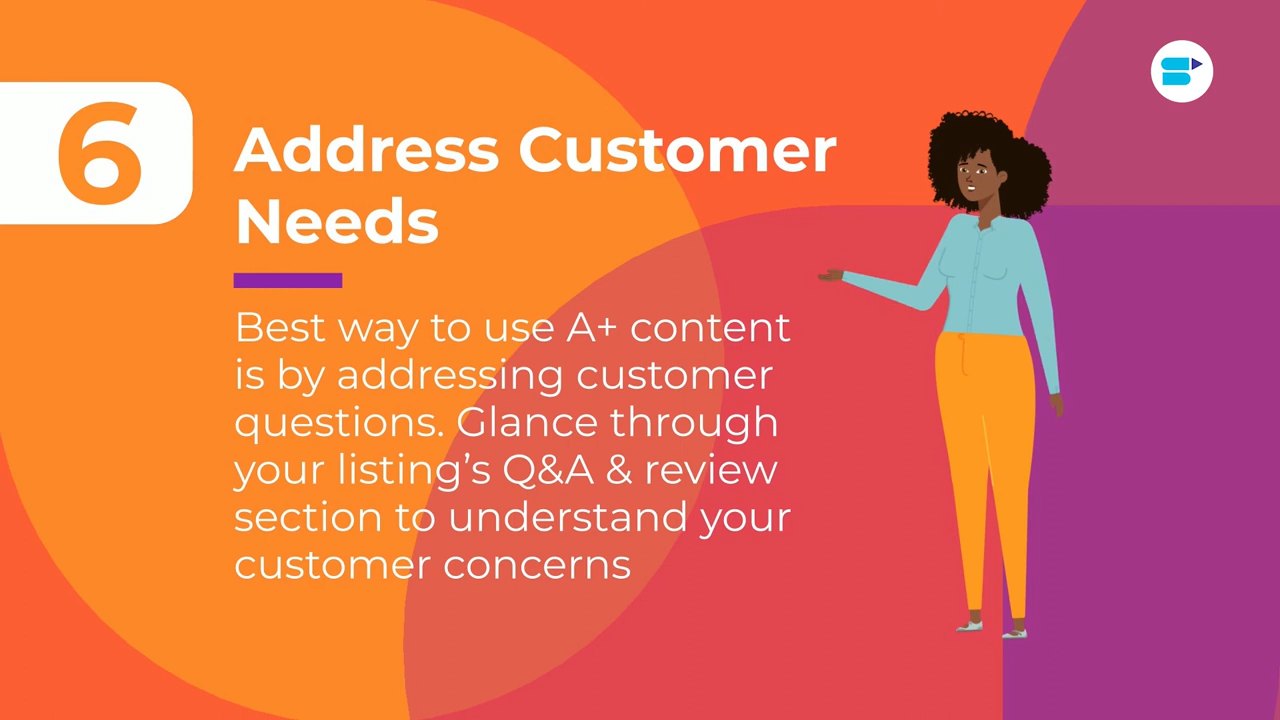 6
Address Customer
Needs
Best way to use A+ content
is by addressing customer
questions. Glance through
your listing’s Q&A & review
section to understand your
customer concerns